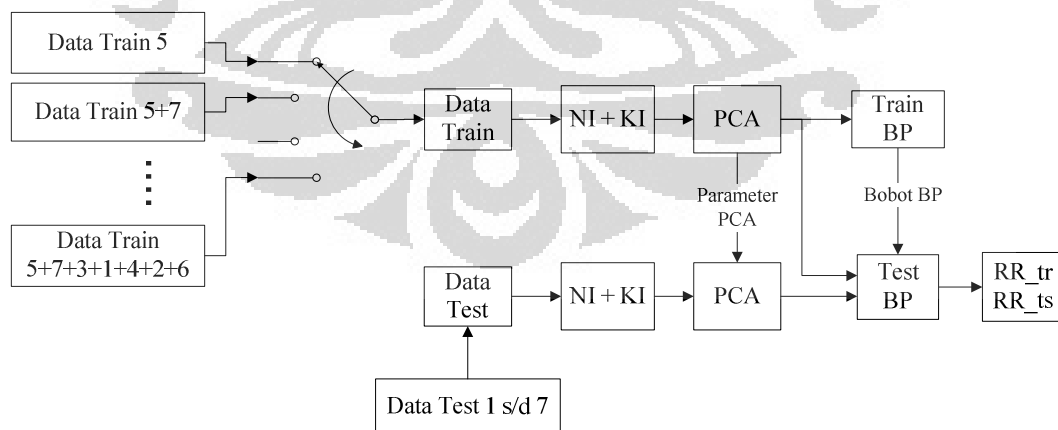 Data Train 5
Data Train 5+7
Data Train
5+7+3+1+4+2+6
Data
Train
NI + KI
PCA
Train
BP
Parameter
PCA
Bobot BP
Data
Test
NI + KI
PCA
Test
BP
RR_tr
RR_ts
Data Test 1 s/d 7